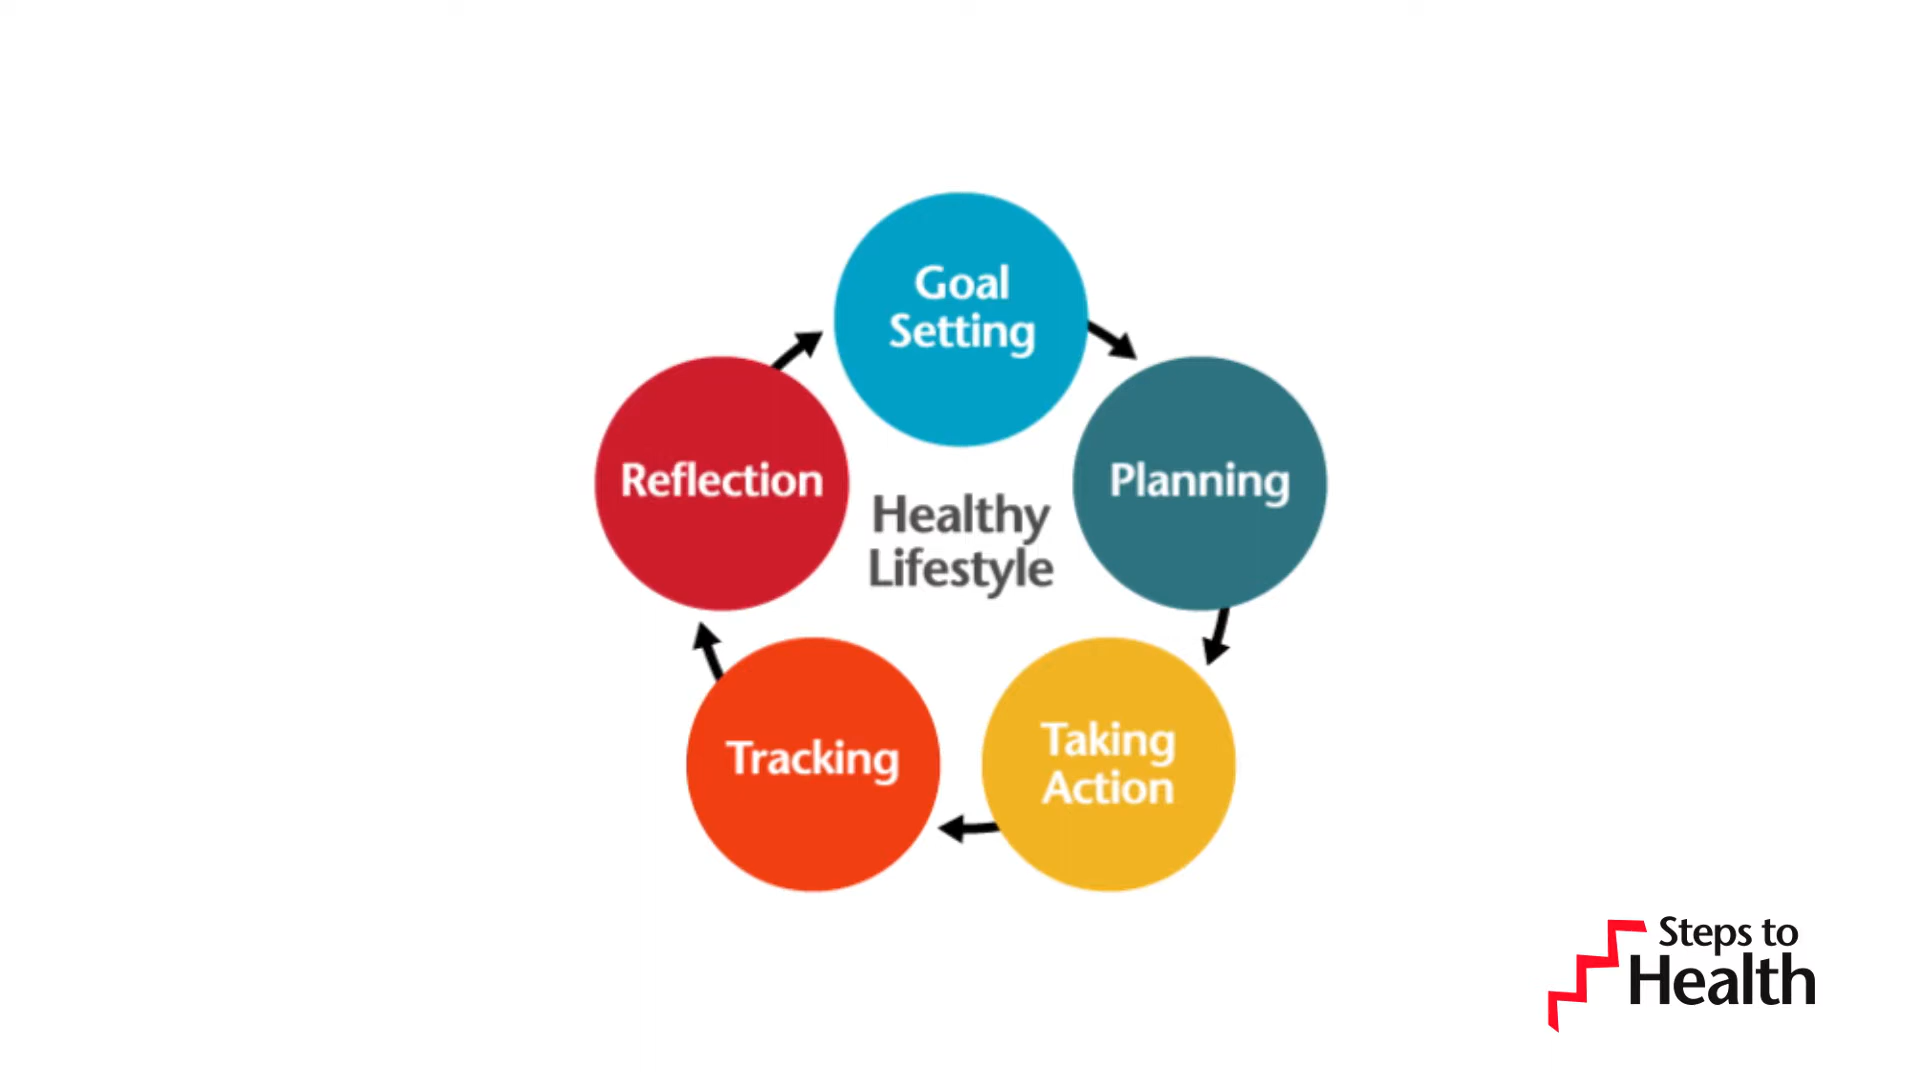 Goal
Setting
Planning
Taking
Action
Tracking
Reflection
Healthy
Lifestyle
Steps to
Health